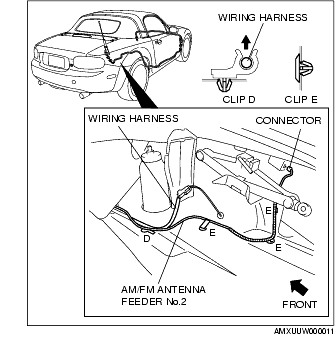 WIRING HARNESS
CLIP D
CLIP E
WIRING HARNESS
CONNECTOR
A
E
D
E
E
AM/FM ANTENNA
FEEDER No.2
FRONT
AMXUUW000011